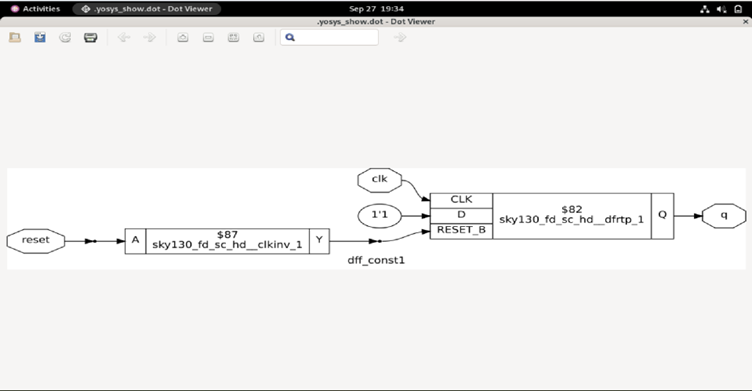 Activities
.yosys_show.dot - Dot Viewer
Sep 27 19:34
.yosys_show.dot - Dot Viewer
clk
CLK
1'1
D
$82
sky130_fd_sc_hd__dfrtp_1
Q
q
RESET_B
reset
A
$87
sky130_fd_sc_hd__clkinv_1
Y
dff_const1